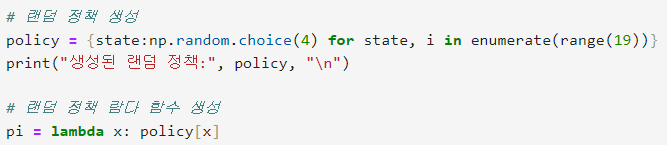 # 랜덤 정책 생성
policy = {state:np.random.choice(4) for state, i in enumerate(range(19))}
print("생성된 랜덤 정책:", policy, "\n")
# 랜덤 정책 람다 함수 생성
pi = lambda x: policy[x]